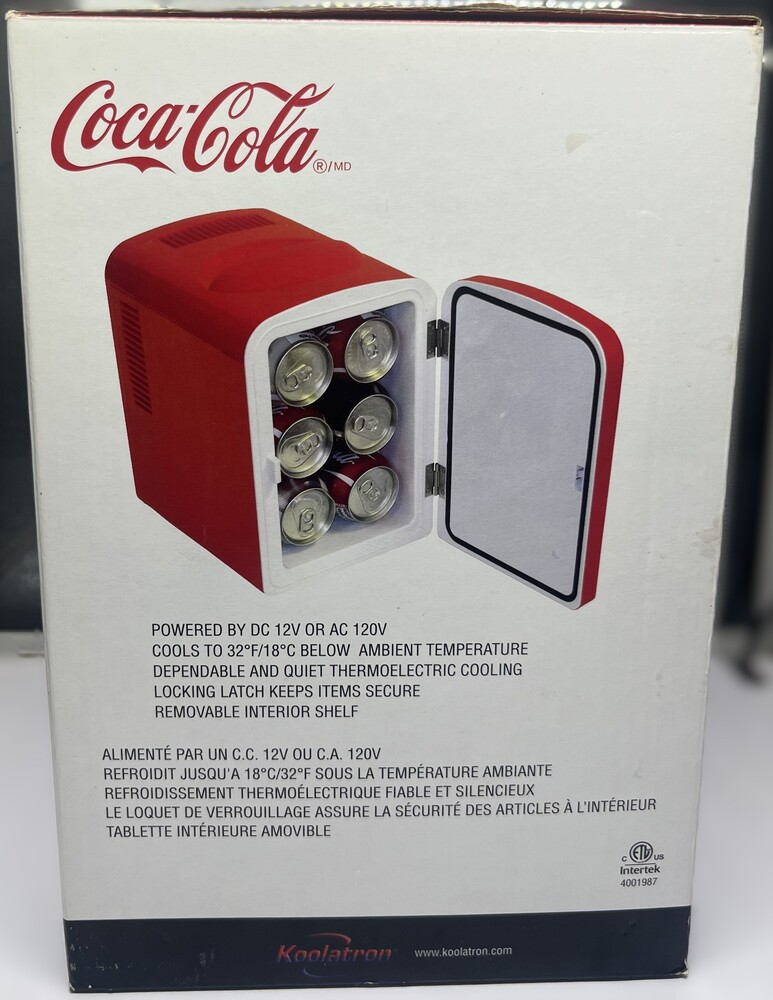 Coca-Cola ®/MD
POWERED BY DC 12V OR AC 120V
COOLS TO 32°F/18°C BELOW AMBIENT TEMPERATURE
DEPENDABLE AND QUIET THERMOELECTRIC COOLING
LOCKING LATCH KEEPS ITEMS SECURE
REMOVABLE INTERIOR SHELF
ALIMENTÉ PAR UN C.C. 12V OU C.A. 120V
REFROIDIT JUSQU'A 18°C/32°F SOUS LA TEMPÉRATURE AMBIANTE
REFROIDISSEMENT THERMOÉLECTRIQUE FIABLE ET SILENCIEUX
LE LOQUET DE VERROUILLAGE ASSURE LA SÉCURITÉ DES ARTICLES À L'INTÉRIEUR
TABLETTE INTÉRIEURE AMOVIBLE
C ETL US
Intertek
4001987
Koolatron www.koolatron.com